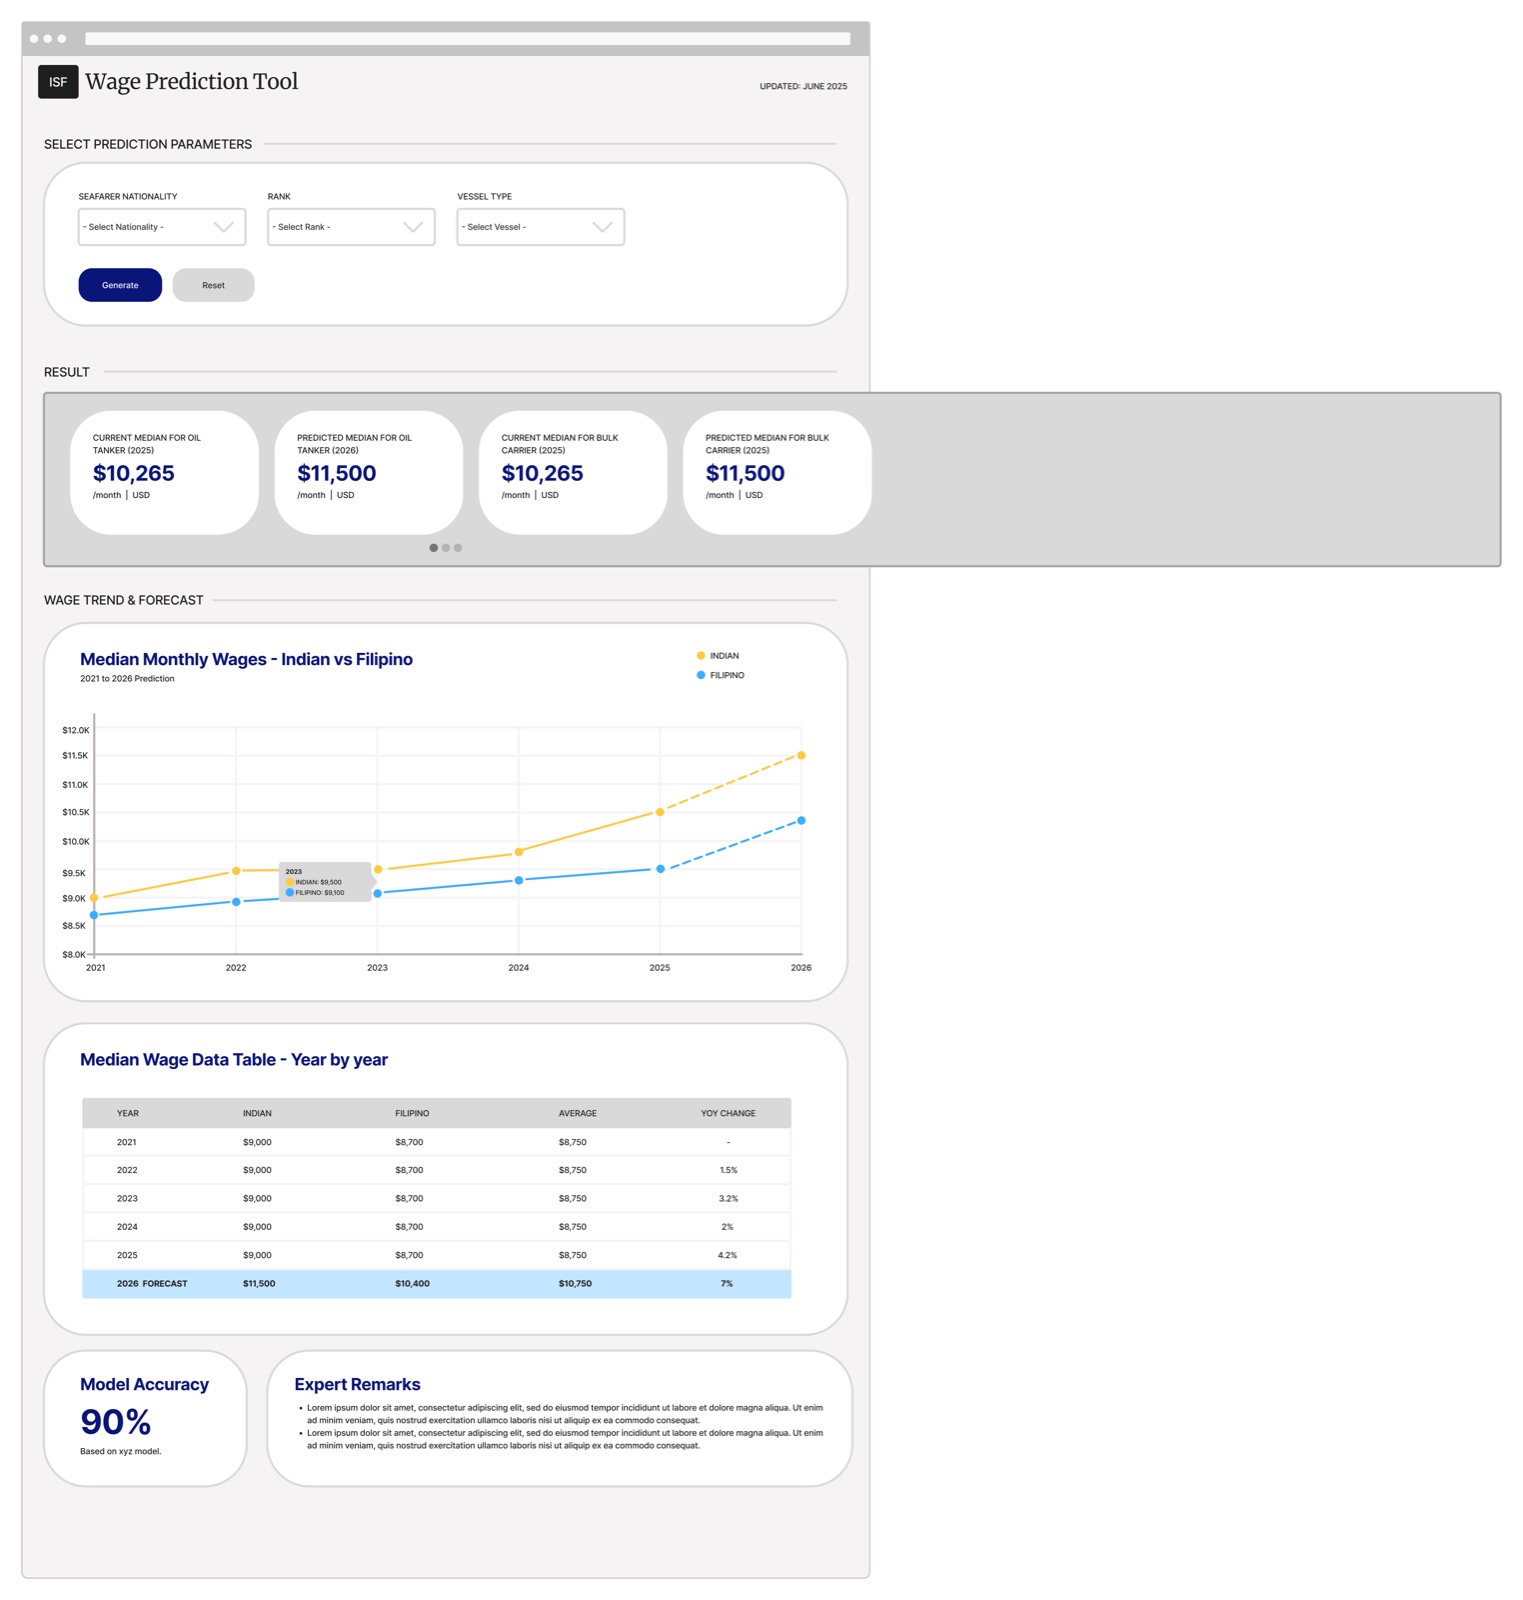 ISF Wage Prediction Tool
UPDATED: JUNE 2025
SELECT PREDICTION PARAMETERS
SEAFARER NATIONALITY RANK VESSEL TYPE
- Select Nationality - - Select Rank - - Select Vessel -
Generate Reset
RESULT
CURRENT MEDIAN FOR OIL
TANKER (2025)
$10,265
/month | USD
PREDICTED MEDIAN FOR OIL
TANKER (2026)
$11,500
/month | USD
CURRENT MEDIAN FOR BULK
CARRIER (2025)
$10,265
/month | USD
PREDICTED MEDIAN FOR BULK
CARRIER (2025)
$11,500
/month | USD
WAGE TREND & FORECAST
Median Monthly Wages - Indian vs Filipino
2021 to 2026 Prediction
INDIAN
FILIPINO
$12.0K
$11.5K
$11.0K
$10.5K
$10.0K
$9.5K
$9.0K
$8.5K
$8.0K
2023
INDIAN: $9,500
FILIPINO: $9,100
2021 2022 2023 2024 2025 2026
Median Wage Data Table - Year by year
YEAR INDIAN FILIPINO AVERAGE YOY CHANGE
2021 $9,000 $8,700 $8,750 -
2022 $9,000 $8,700 $8,750 1.5%
2023 $9,000 $8,700 $8,750 3.2%
2024 $9,000 $8,700 $8,750 2%
2025 $9,000 $8,700 $8,750 4.2%
2026 FORECAST $11,500 $10,400 $10,750 7%
Model Accuracy
90%
Based on xyz model.
Expert Remarks
• Lorem ipsum dolor sit amet, consectetur adipiscing elit, sed do eiusmod tempor incididunt ut labore et dolore magna aliqua. Ut enim
ad minim veniam, quis nostrud exercitation ullamco laboris nisi ut aliquip ex ea commodo consequat.
• Lorem ipsum dolor sit amet, consectetur adipiscing elit, sed do eiusmod tempor incididunt ut labore et dolore magna aliqua. Ut enim
ad minim veniam, quis nostrud exercitation ullamco laboris nisi ut aliquip ex ea commodo consequat.